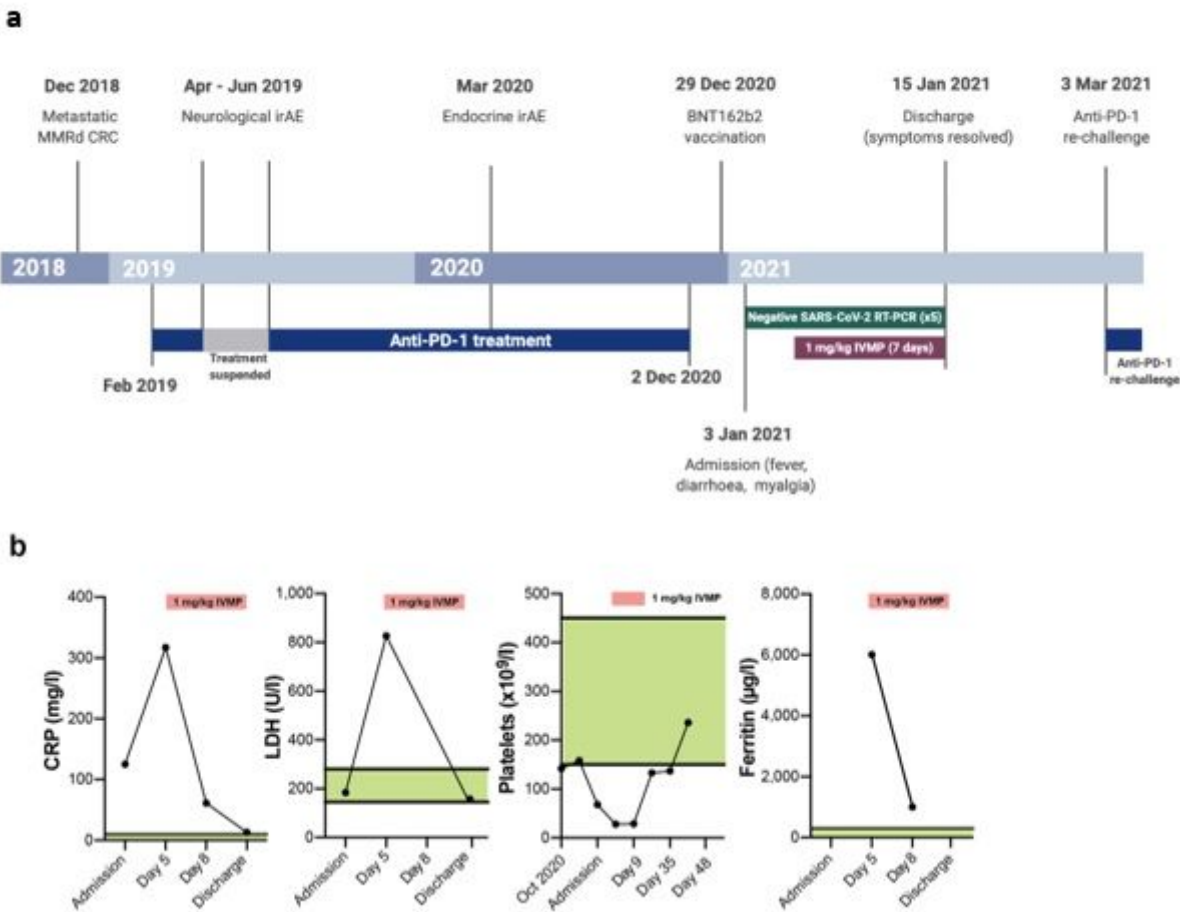 a
Dec 2018
Metastatic
MMRd CRC
Apr - Jun 2019
Neurological irAE
Mar 2020
Endocrine irAE
29 Dec 2020
BNT162b2
vaccination
15 Jan 2021
Discharge
(symptoms resolved)
3 Mar 2021
Anti-PD-1
re-challenge
2018
2019
2020
2021
Negative SARS-CoV-2 RT-PCR (x5)
Anti-PD-1 treatment
1 mg/kg IVMP (7 days)
Treatment
suspended
Anti-PD-1
re-challenge
Feb 2019
2 Dec 2020
3 Jan 2021
Admission (fever,
diarrhoea, myalgia)
b
CRP (mg/l)
400
300
200
100
0
1 mg/kg IVMP
Admission
Day 5
Day 8
Discharge
LDH (U/l)
1,000
800
600
400
200
0
1 mg/kg IVMP
Admission
Day 5
Day 8
Discharge
Platelets (x10⁹/l)
500
400
300
200
100
0
1 mg/kg IVMP
Oct 2020
Admission
Day 9
Day 35
Day 48
Ferritin (µg/l)
8,000
6,000
4,000
2,000
0
1 mg/kg IVMP
Admission
Day 5
Day 8
Discharge